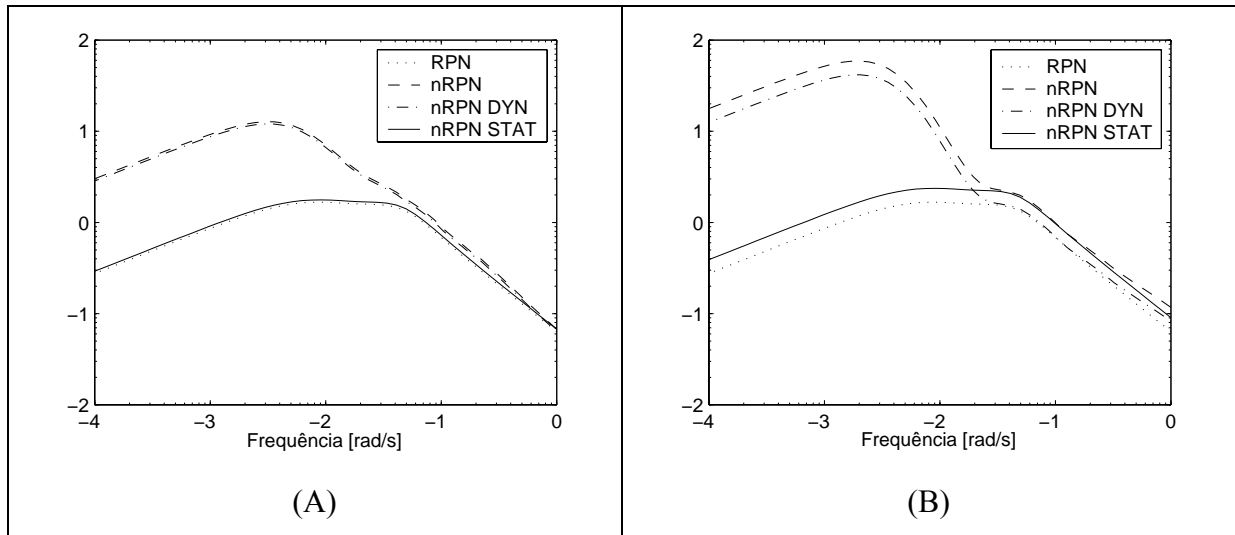 2
1
0
−1
−2
−4
−3
−2
−1
0
RPN
nRPN
nRPN DYN
nRPN STAT
Frequência [rad/s]
(A)
2
1
0
−1
−2
−4
−3
−2
−1
0
RPN
nRPN
nRPN DYN
nRPN STAT
Frequência [rad/s]
(B)